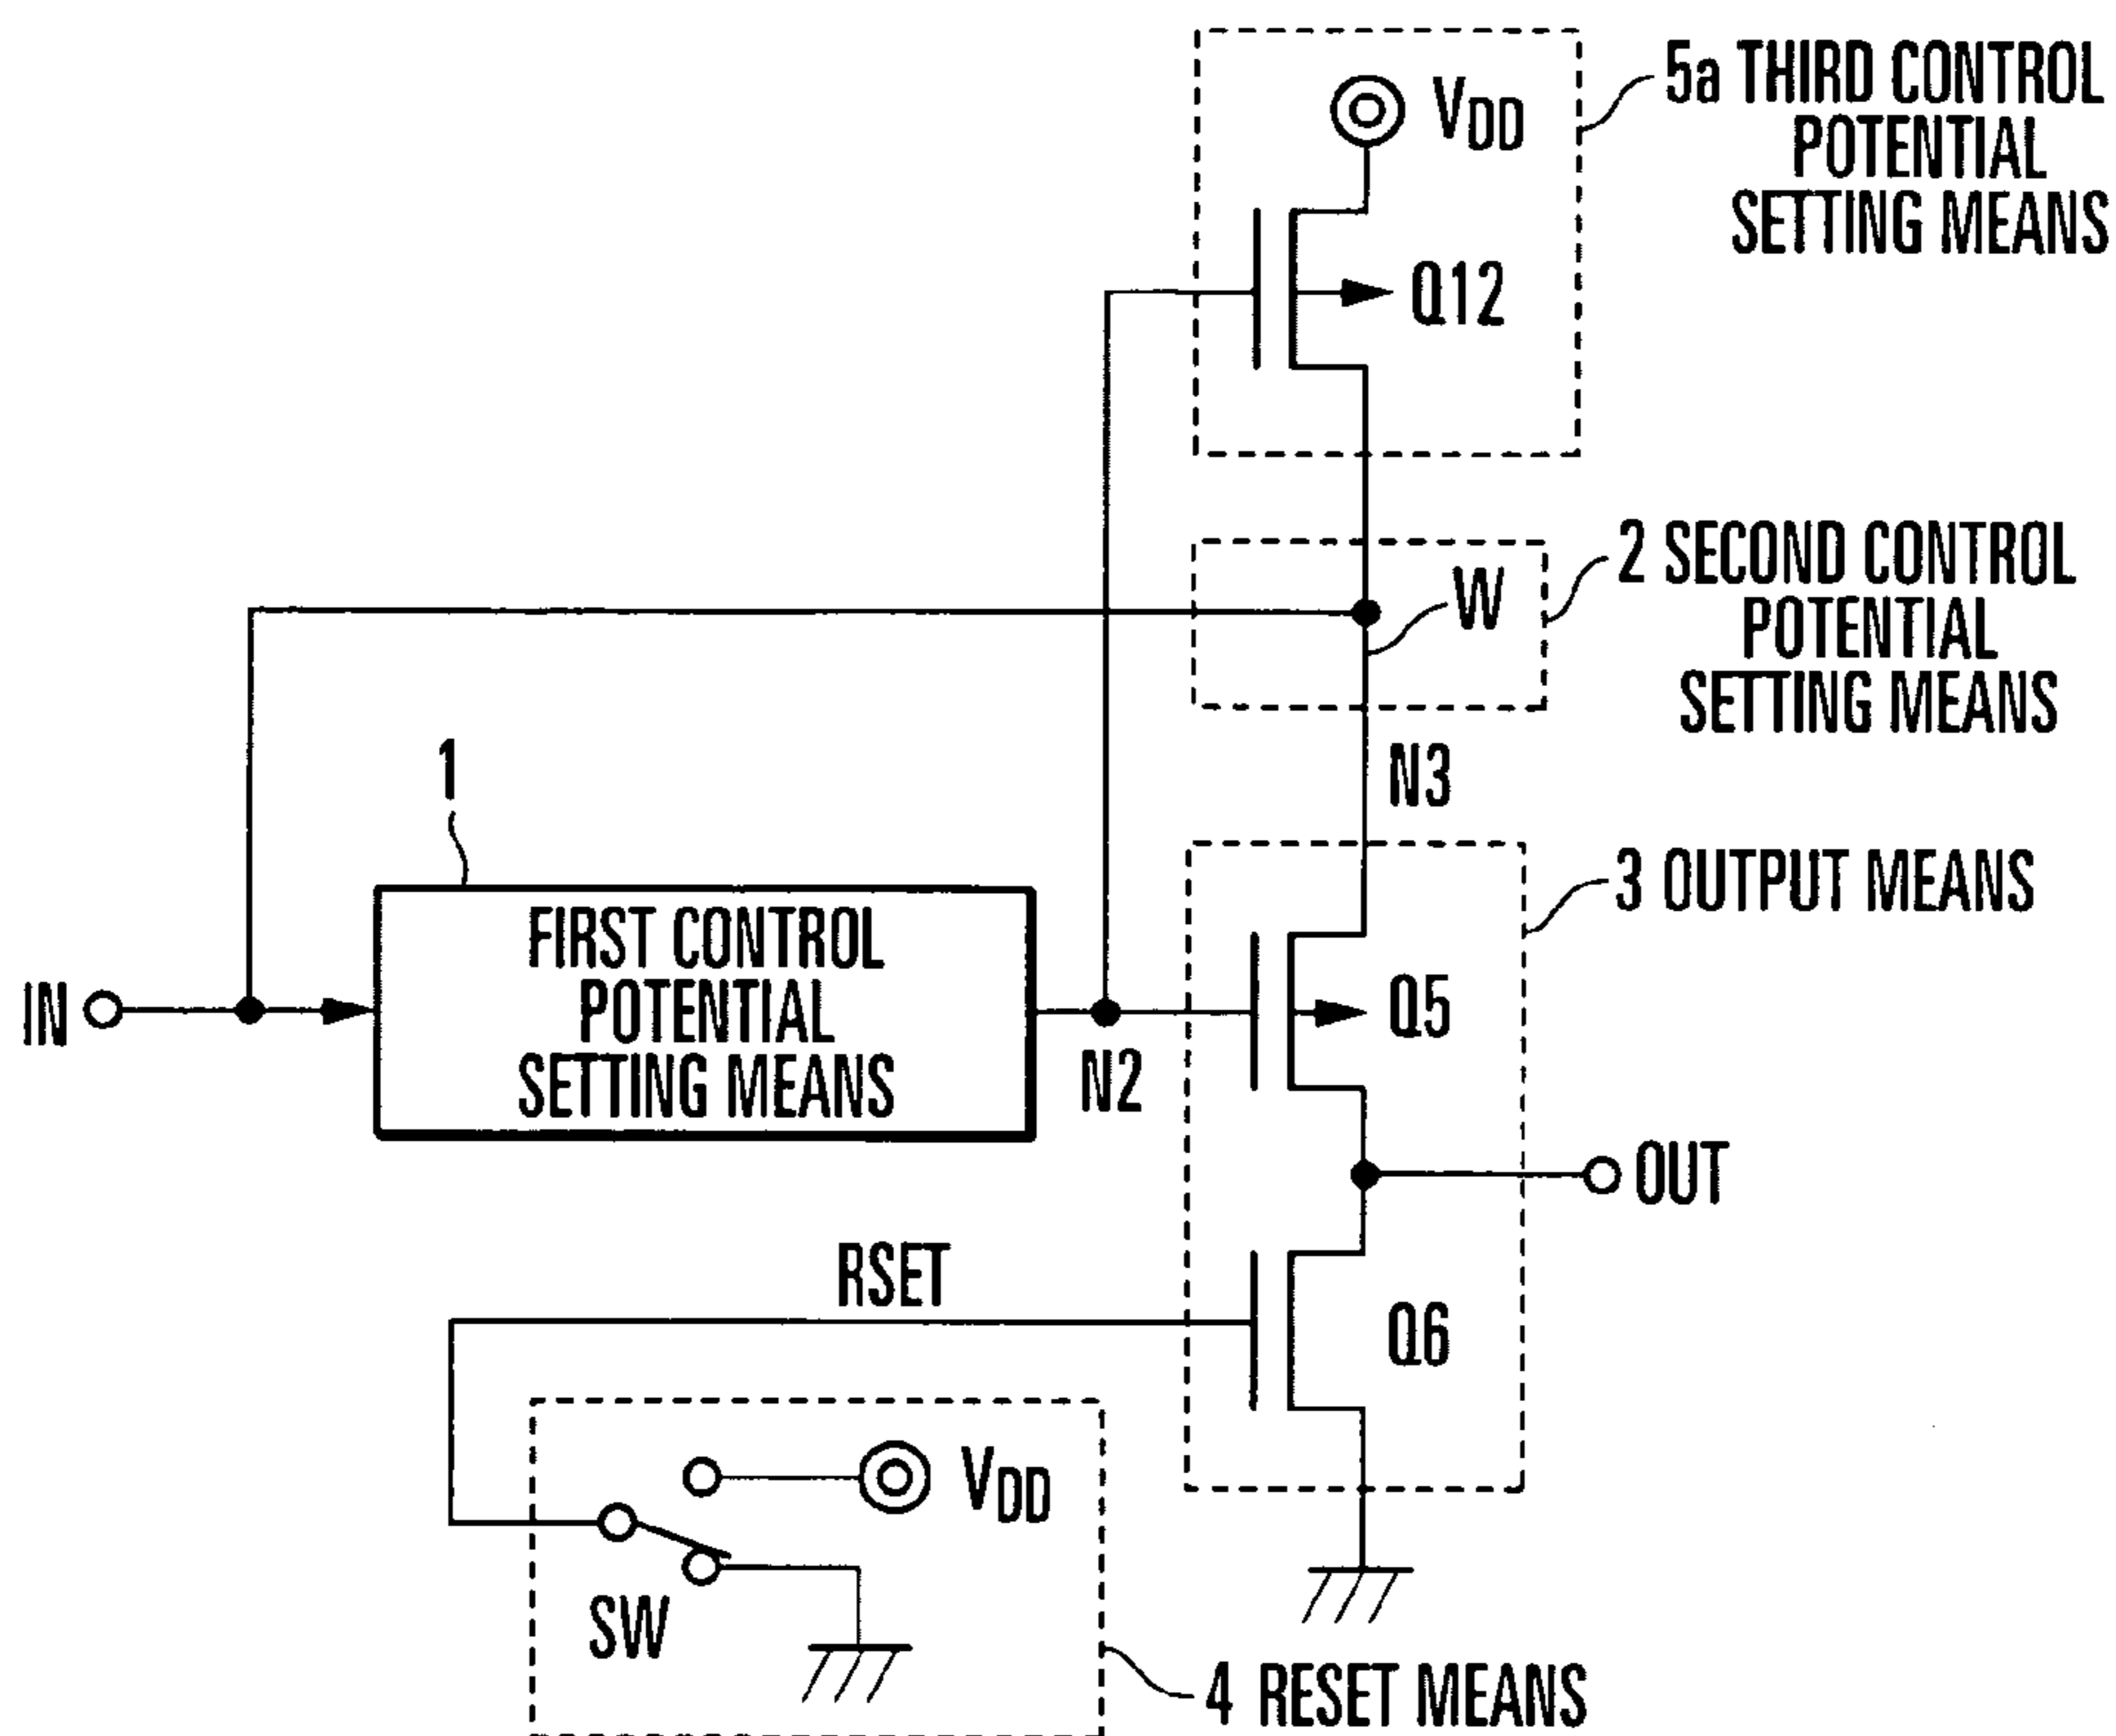 5a THIRD CONTROL
POTENTIAL
SETTING MEANS
VDD
Q12
2 SECOND CONTROL
POTENTIAL
SETTING MEANS
W
N3
1
3 OUTPUT MEANS
FIRST CONTROL
POTENTIAL
SETTING MEANS
IN
Q5
N2
OUT
RSET
Q6
VDD
SW
4 RESET MEANS